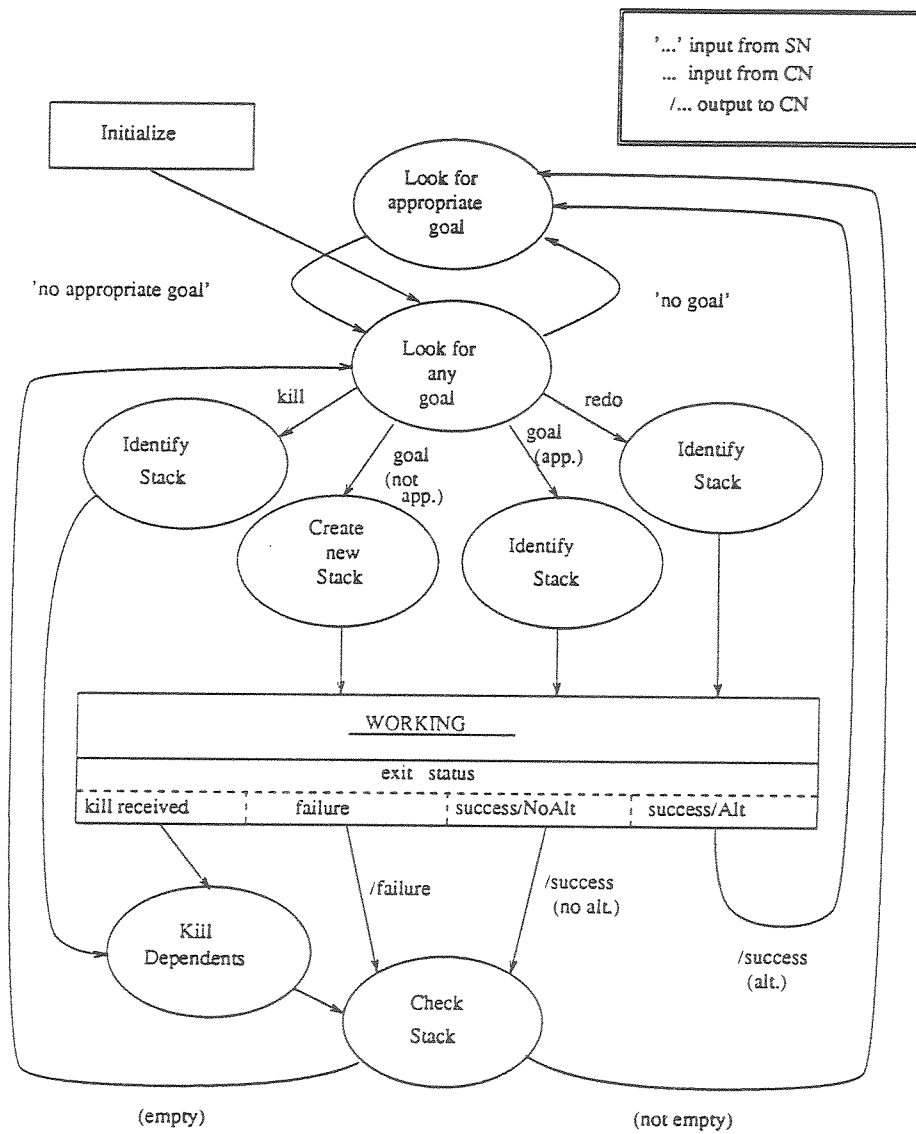 '...' input from SN
... input from CN
/... output to CN
Initialize
Look for
appropriate
goal
'no appropriate goal'
'no goal'
Look for
any
goal
kill
redo
Identify
Stack
goal
(not
app.)
goal
(app.)
Identify
Stack
Create
new
Stack
Identify
Stack
WORKING
exit status
kill received
failure
success/NoAlt
success/Alt
/failure
/success
(no alt.)
/success
(alt.)
Kill
Dependents
Check
Stack
(empty)
(not empty)